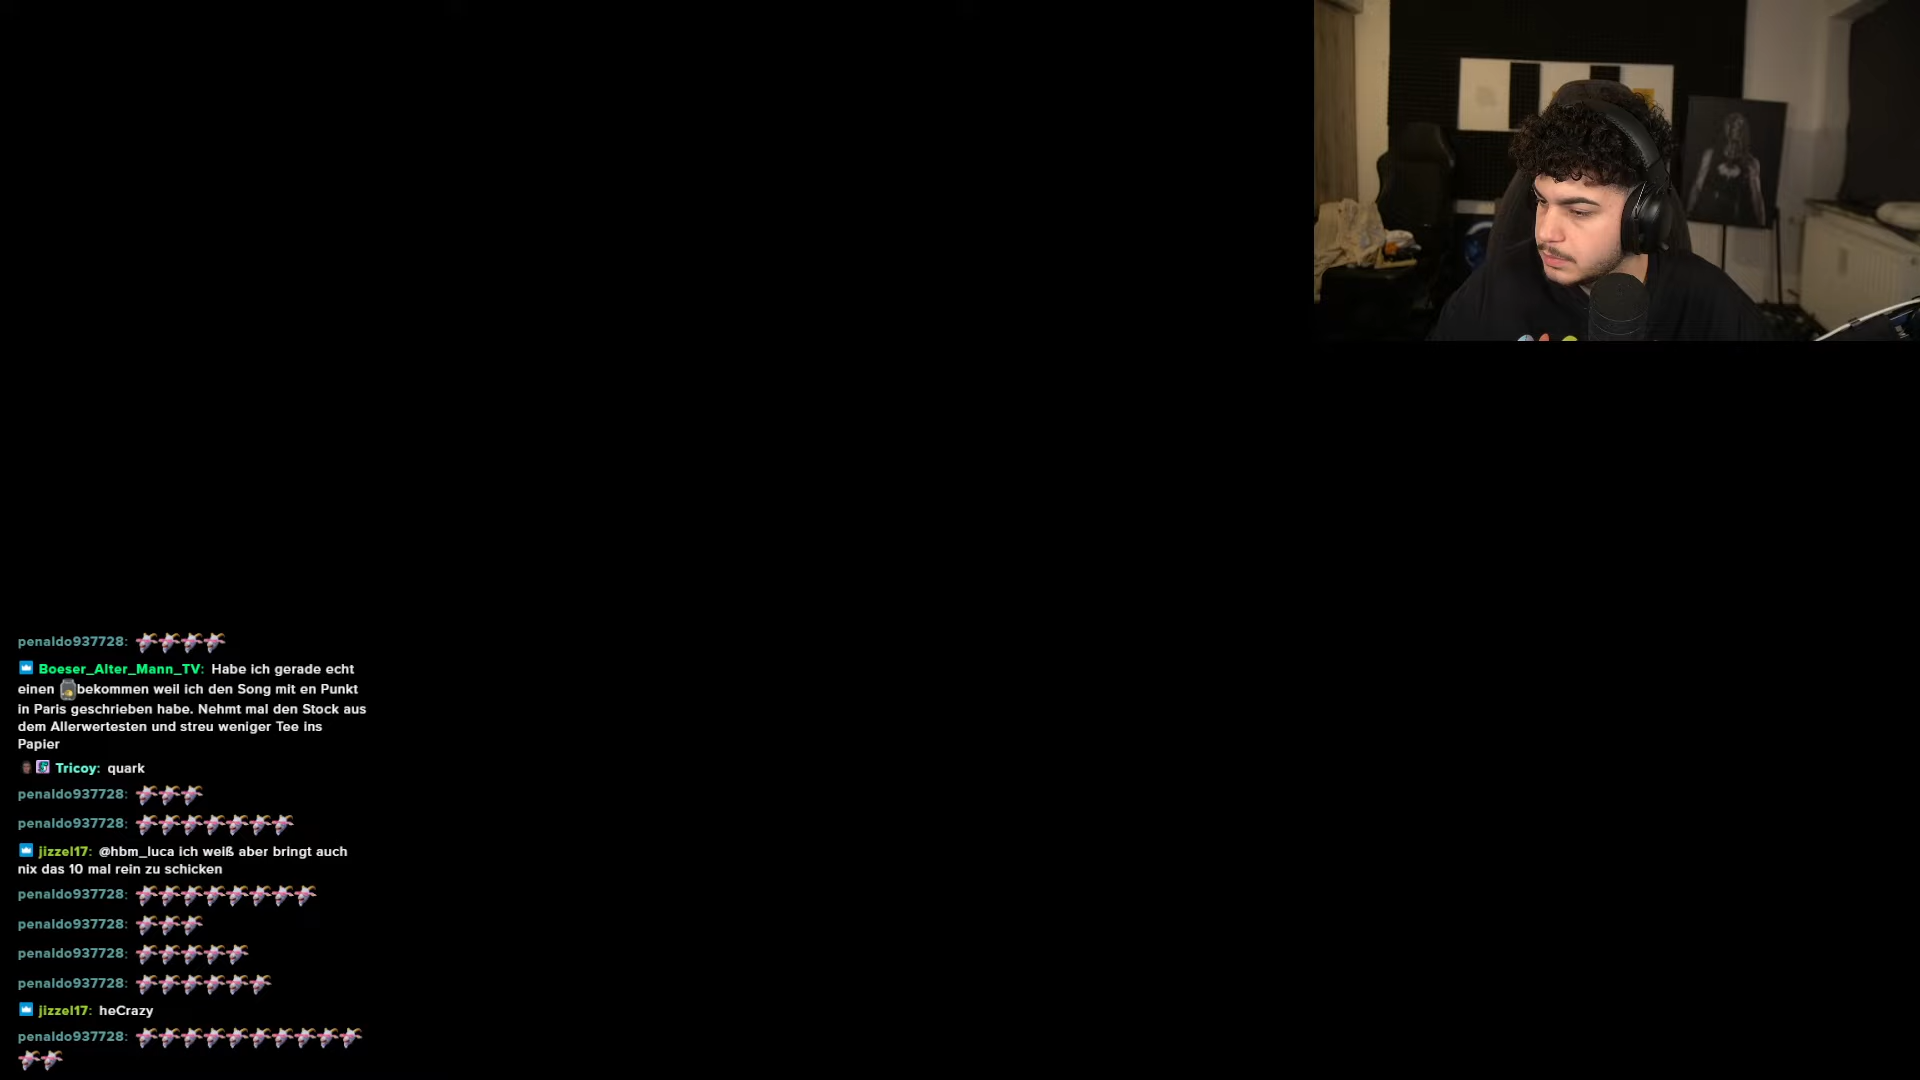 penaldo937728:
Boeser_Alter_Mann_TV: Habe ich gerade echt
einen bekommen weil ich den Song mit en Punkt
in Paris geschrieben habe. Nehmt mal den Stock aus
dem Allerwertesten und streu weniger Tee ins
Papier
Tricoy: quark
penaldo937728:
penaldo937728:
jizzel17: @hbm_luca ich weiß aber bringt auch
nix das 10 mal rein zu schicken
penaldo937728:
penaldo937728:
penaldo937728:
penaldo937728:
jizzel17: heCrazy
penaldo937728: